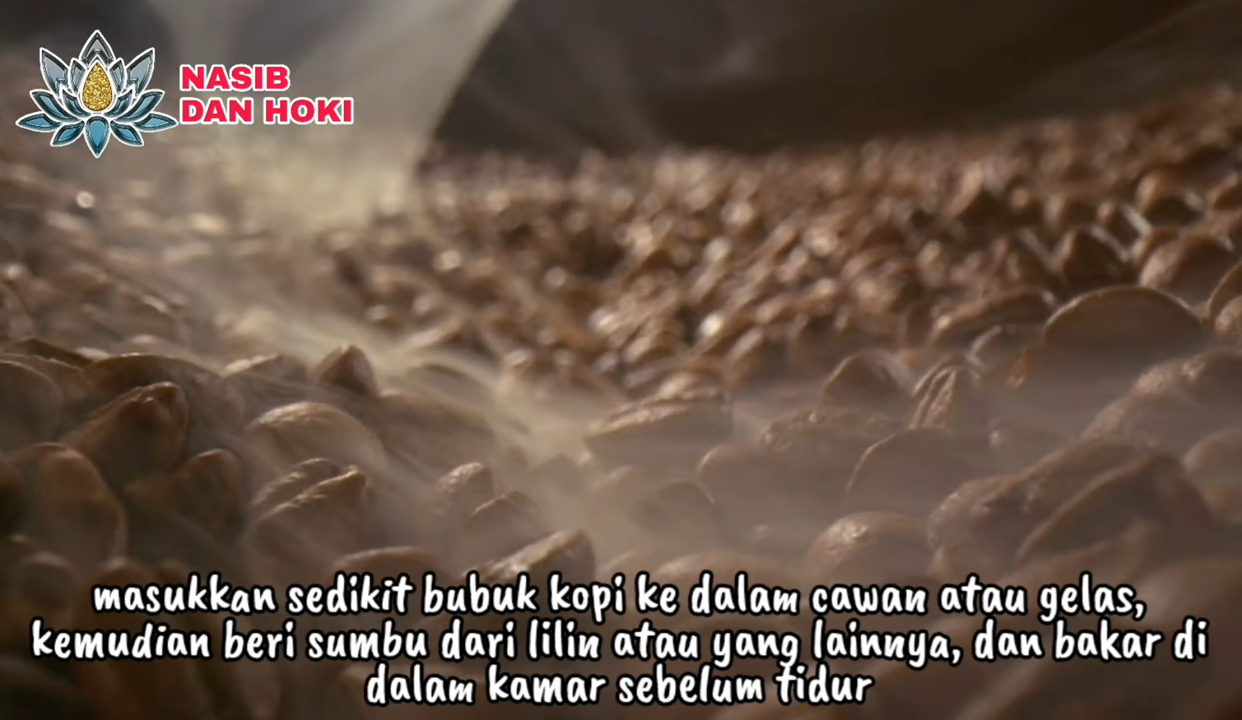 NASIB
DAN HOKI
masukkan sedikit bubuk kopi ke dalam cawan atau gelas,
kemudian beri sumbu dari lilin atau yang lainnya, dan bakar di
dalam kamar sebelum tidur